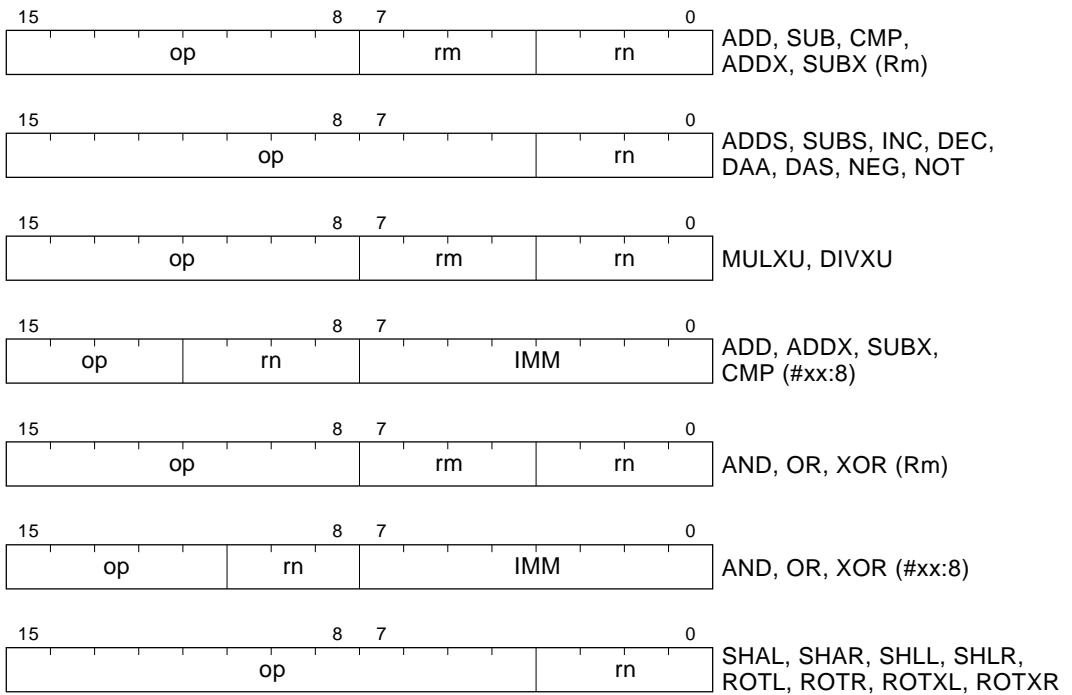 15 8 7 0
op rm rn
ADD, SUB, CMP,
ADDX, SUBX (Rm)
15 8 7 0
op rn
ADDS, SUBS, INC, DEC,
DAA, DAS, NEG, NOT
15 8 7 0
op rm rn
MULXU, DIVXU
15 8 7 0
op rn IMM
ADD, ADDX, SUBX,
CMP (#xx:8)
15 8 7 0
op rm rn
AND, OR, XOR (Rm)
15 8 7 0
op rn IMM
AND, OR, XOR (#xx:8)
15 8 7 0
op rn
SHAL, SHAR, SHLL, SHLR,
ROTL, ROTR, ROTXL, ROTXR